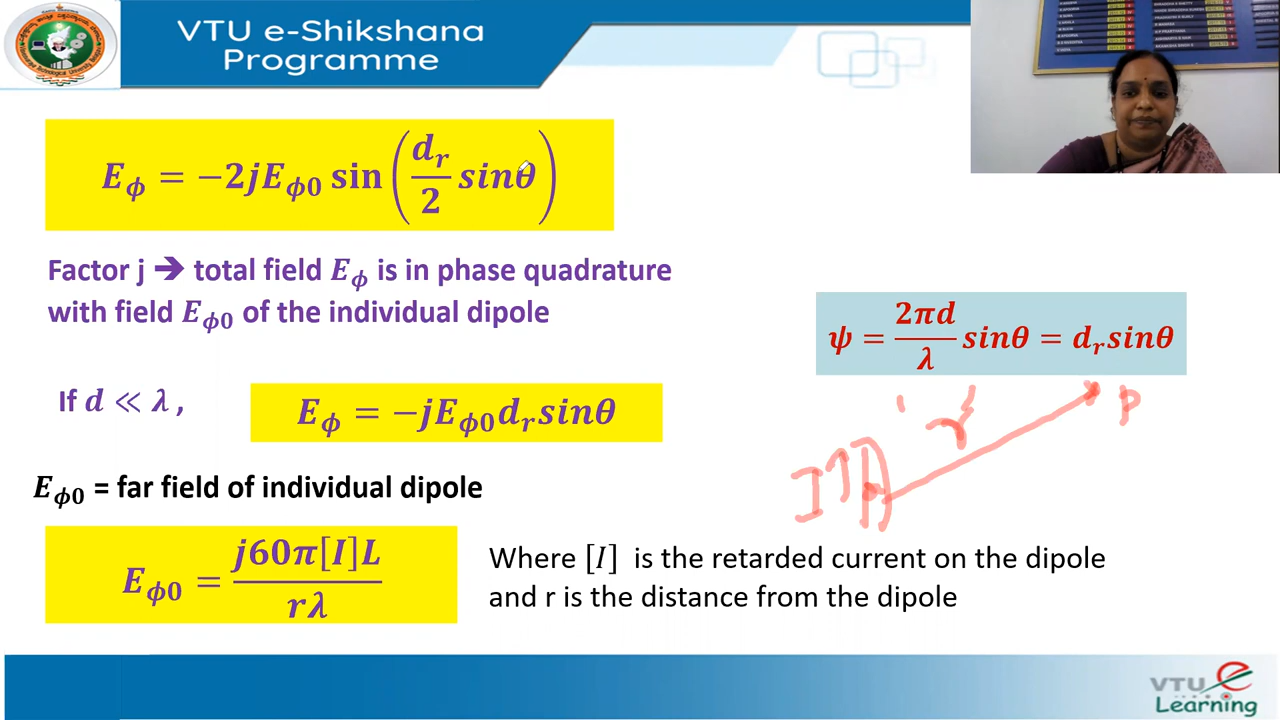 VTU e-Shikshana
Programme
E_ϕ = −2jE_ϕ0 sin (d_r/2 sinθ)
Factor j ➔ total field E_ϕ is in phase quadrature
with field E_ϕ0 of the individual dipole
ψ = 2πd/λ sinθ = d_r sinθ
If d ≪ λ ,
E_ϕ = −jE_ϕ0 d_r sinθ
r
P
[I]
E_ϕ0 = far field of individual dipole
E_ϕ0 = j60π[I]L/rλ
Where [I] is the retarded current on the dipole
and r is the distance from the dipole
VTU e
Learning